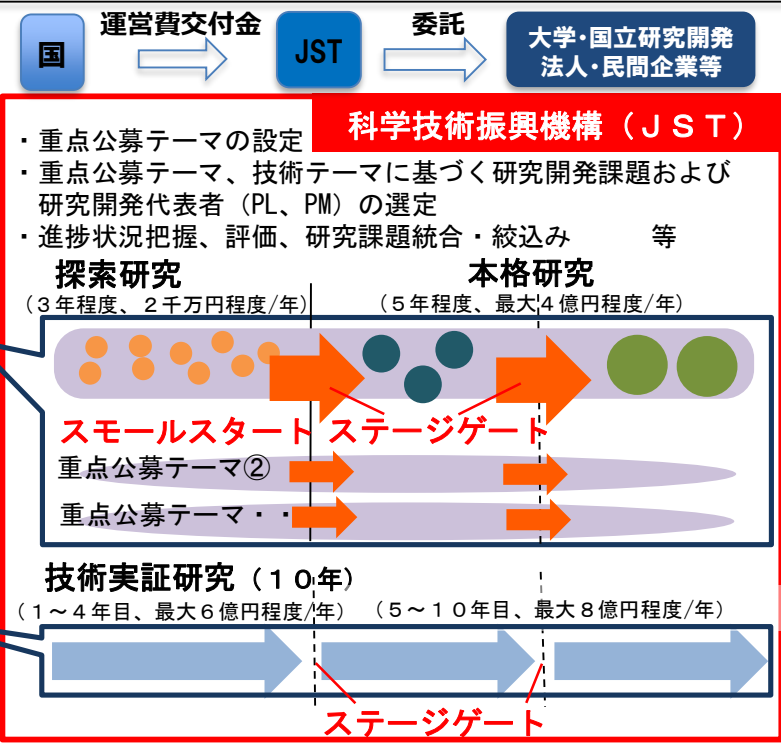 国
運営費交付金
JST
委託
大学・国立研究開発
法人・民間企業等
科学技術振興機構（ＪＳＴ）
・重点公募テーマの設定
・重点公募テーマ、技術テーマに基づく研究開発課題および
研究開発代表者（PL、PM）の選定
・進捗状況把握、評価、研究課題統合・絞込み　　等
探索研究
（３年程度、２千万円程度/年）
本格研究
（５年程度、最大４億円程度/年）
スモールスタート
ステージゲート
重点公募テーマ②
重点公募テーマ・・
技術実証研究（１０年）
（１～４年目、最大６億円程度/年）
（５～１０年目、最大８億円程度/年）
ステージゲート